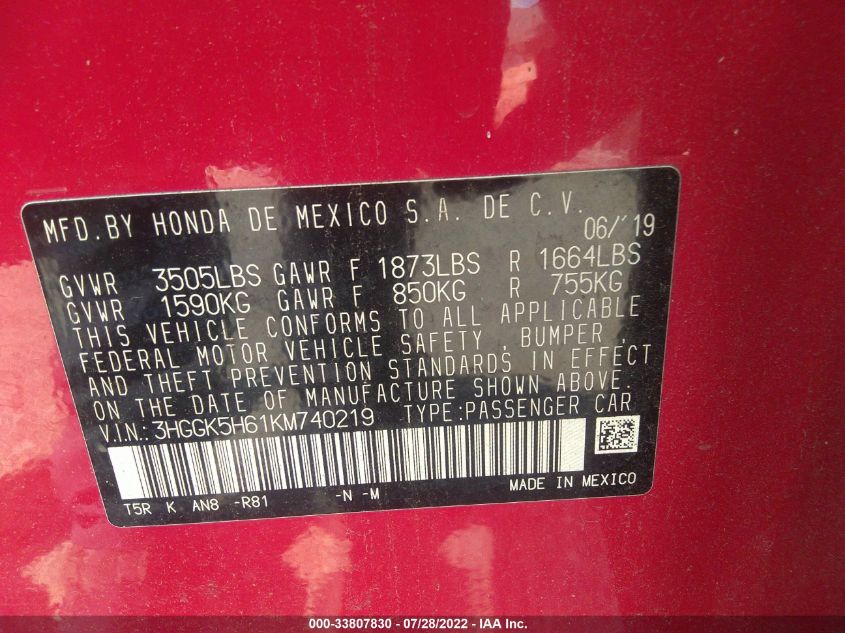 MFD.BY HONDA DE MEXICO S.A. DE C.V. 06/'19
GVWR 3505LBS GAWR F 1873LBS R 1664LBS
GVWR 1590KG GAWR F 850KG R 755KG
THIS VEHICLE CONFORMS TO ALL APPLICABLE
FEDERAL MOTOR VEHICLE SAFETY, BUMPER,
AND THEFT PREVENTION STANDARDS IN EFFECT
ON THE DATE OF MANUFACTURE SHOWN ABOVE.
V.I.N.: 3HGGK5H61KM740219 TYPE:PASSENGER CAR
T5R K AN8 -R81 -N -M MADE IN MEXICO
000-33807830 - 07/28/2022 - IAA Inc.